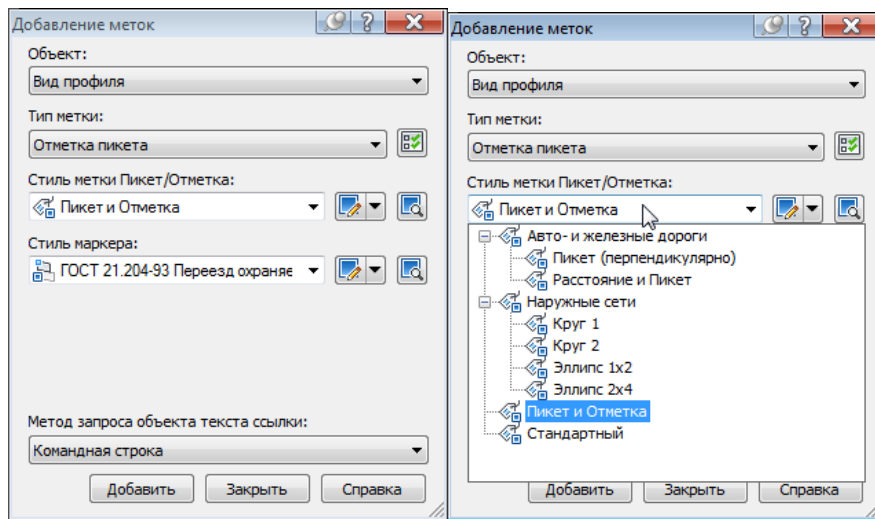 Добавление меток
Объект:
Вид профиля
Тип метки:
Отметка пикета
Стиль метки Пикет/Отметка:
Пикет и Отметка
Стиль маркера:
ГОСТ 21.204-93 Переезд охраняе
Метод запроса объекта текста ссылки:
Командная строка
Добавить Закрыть Справка
Добавление меток
Объект:
Вид профиля
Тип метки:
Отметка пикета
Стиль метки Пикет/Отметка:
Пикет и Отметка
Авто- и железные дороги
Пикет (перпендикулярно)
Расстояние и Пикет
Наружные сети
Круг 1
Круг 2
Эллипс 1х2
Эллипс 2х4
Пикет и Отметка
Стандартный
Добавить Закрыть Справка